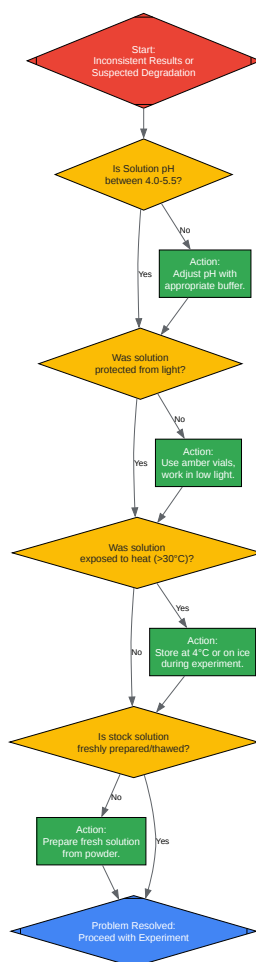 Start:
Inconsistent Results or
Suspected Degradation
Is Solution pH
between 4.0-5.5?
No
Action:
Adjust pH with
appropriate buffer.
Yes
Was solution
protected from light?
No
Action:
Use amber vials,
work in low light.
Yes
Was solution
exposed to heat (>30°C)?
Yes
Action:
Store at 4°C or on ice
during experiment.
No
Is stock solution
freshly prepared/thawed?
No
Action:
Prepare fresh solution
from powder.
Yes
Problem Resolved:
Proceed with Experiment